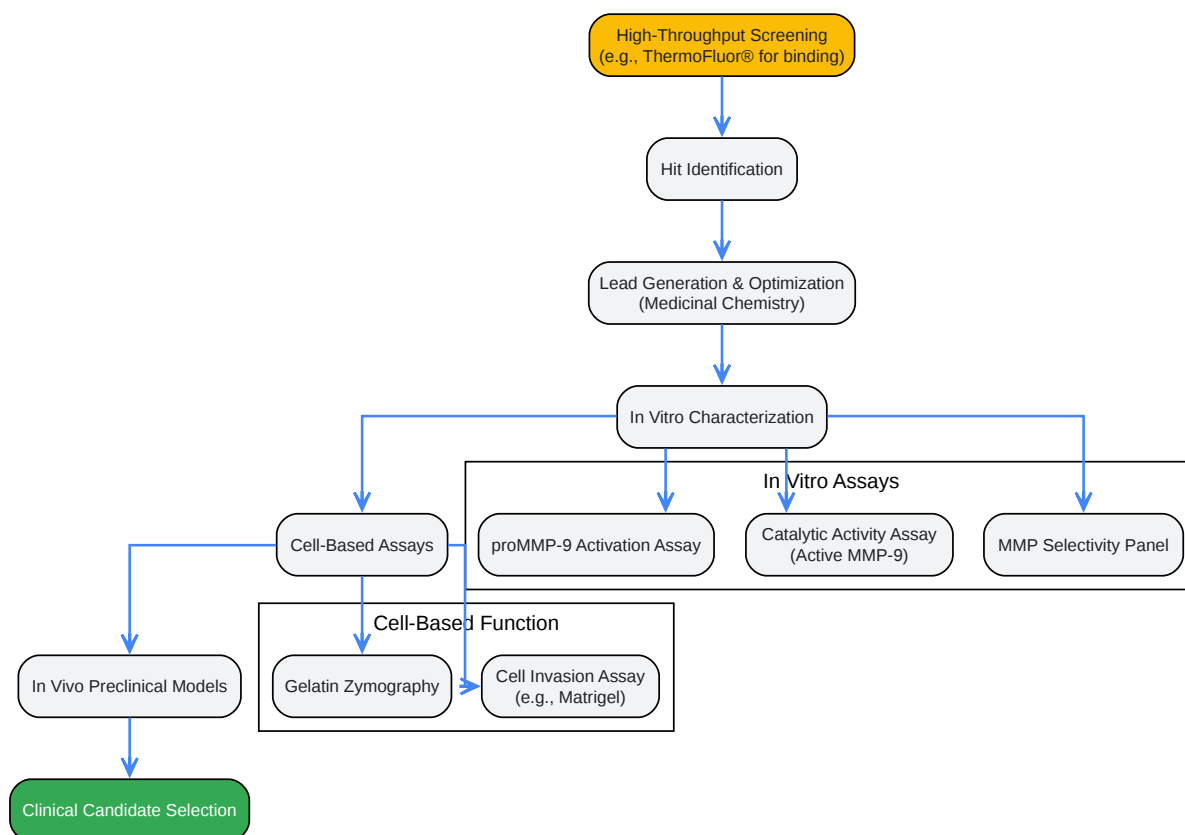 High-Throughput Screening
(e.g., ThermoFluor® for binding)
Hit Identification
Lead Generation & Optimization
(Medicinal Chemistry)
In Vitro Characterization
In Vitro Assays
Cell-Based Assays
proMMP-9 Activation Assay
Catalytic Activity Assay
(Active MMP-9)
MMP Selectivity Panel
Cell-Based Function
In Vivo Preclinical Models
Gelatin Zymography
Cell Invasion Assay
(e.g., Matrigel)
Clinical Candidate Selection